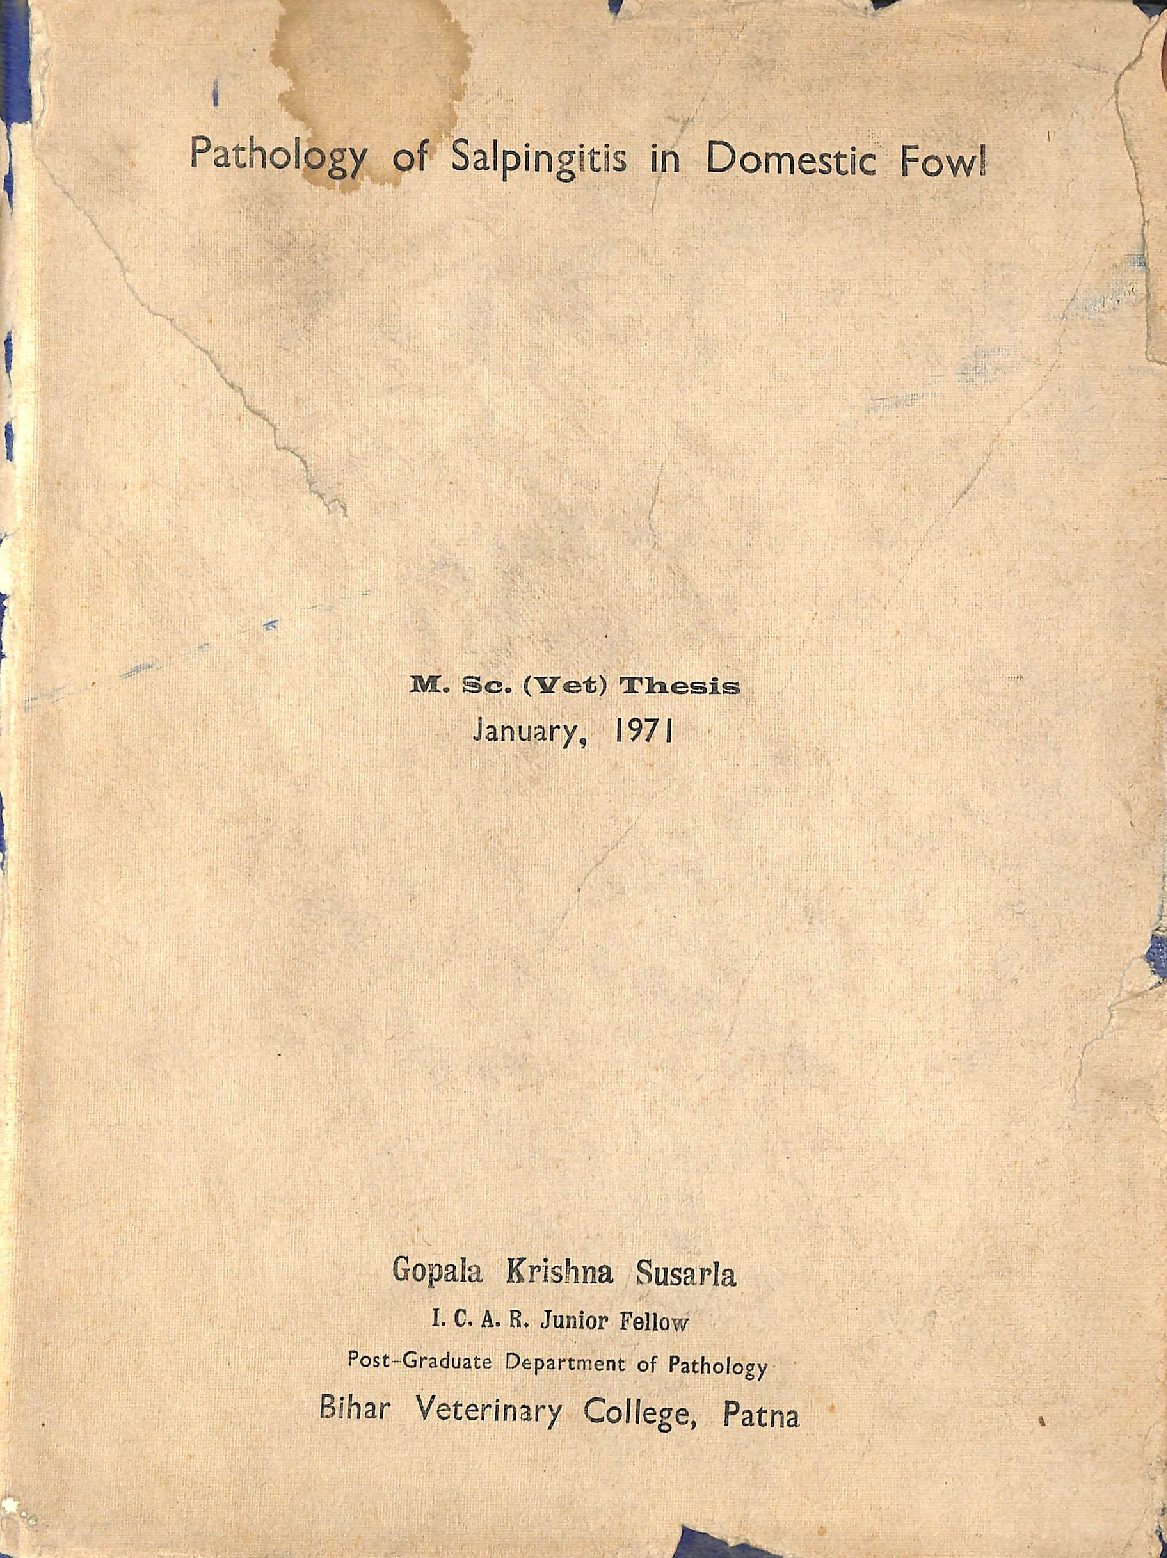 Pathology of Salpingitis in Domestic Fowl
M. Sc. (Vet) Thesis
January, 1971
Gopala Krishna Susarla
I. C. A. R. Junior Fellow
Post-Graduate Department of Pathology
Bihar Veterinary College, Patna